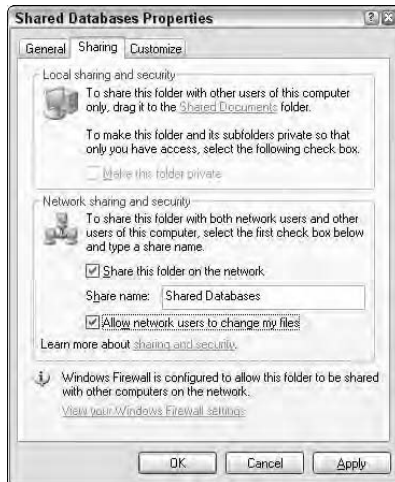 Shared Databases Properties
General Sharing Customize
Local sharing and security
To share this folder with other users of this computer
only, drag it to the Shared Documents folder.
To make this folder and its subfolders private so that
only you have access, select the following check box.
Make this folder private
Network sharing and security
To share this folder with both network users and other
users of this computer, select the first check box below
and type a share name.
Share this folder on the network
Share name: Shared Databases
Allow network users to change my files
Learn more about sharing and security.
Windows Firewall is configured to allow this folder to be shared
with other computers on the network.
View your Windows Firewall settings
OK Cancel Apply